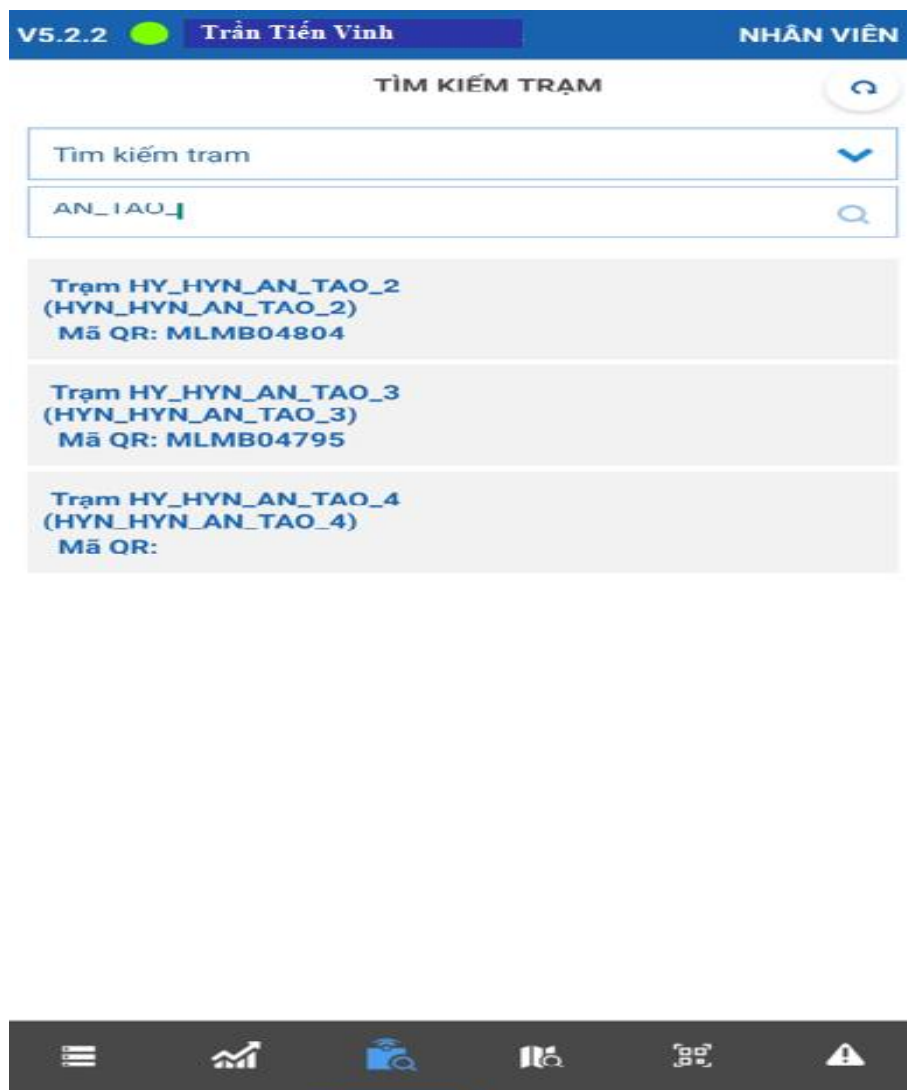 V5.2.2 Trần Tiến Vinh NHÂN VIÊN
TÌM KIẾM TRẠM
Tìm kiếm trạm
AN_TAO_
Trạm HY_HYN_AN_TAO_2
(HYN_HYN_AN_TAO_2)
Mã QR: MLMB04804
Trạm HY_HYN_AN_TAO_3
(HYN_HYN_AN_TAO_3)
Mã QR: MLMB04795
Trạm HY_HYN_AN_TAO_4
(HYN_HYN_AN_TAO_4)
Mã QR: